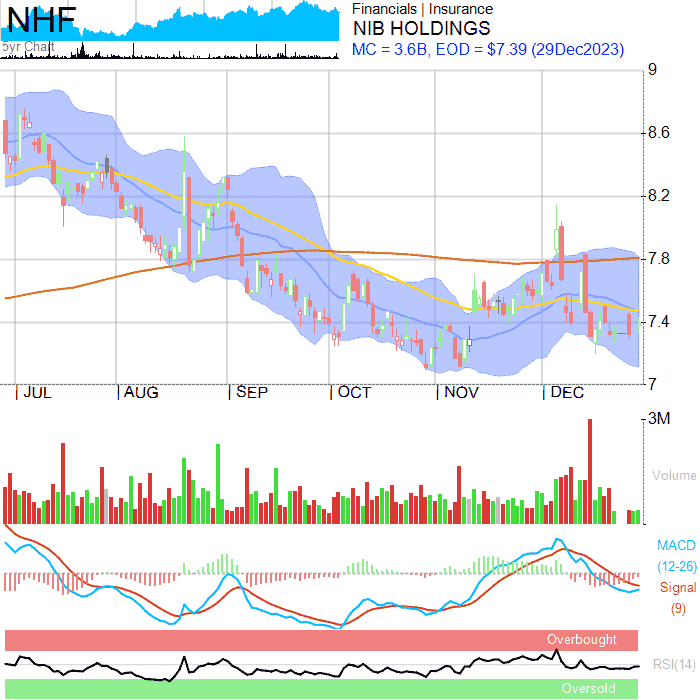 NHF
5yr Chart
Financials | Insurance
NIB HOLDINGS
MC = 3.6B, EOD = $7.39 (29Dec2023)
9
8.6
8.2
7.8
7.4
7
JUL AUG SEP OCT NOV DEC
3M
Volume
MACD
(12-26)
Signal
(9)
Overbought
RSI(14)
Oversold